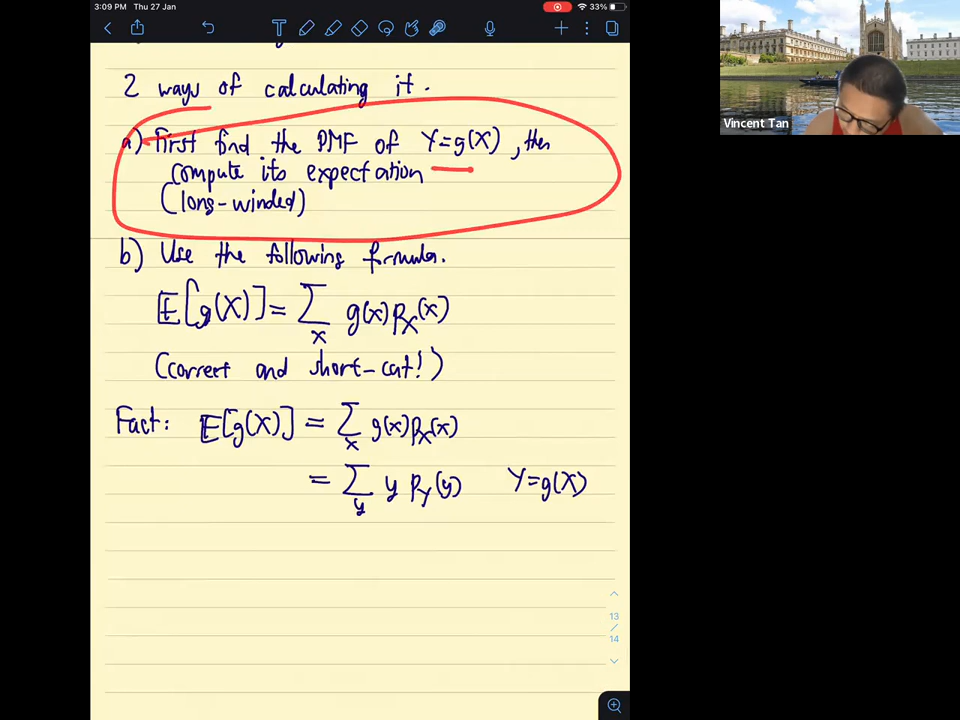 3:09 PM Thu 27 Jan
33%
2 ways of calculating it.
a) First find the PMF of Y=g(X), then
compute its expectation
(long-winded)
b) Use the following formula.
𝔼[g(X)] = ∑ₓ g(x) pₓ(x)
(correct and short-cut!)
Fact: 𝔼[g(X)] = ∑ₓ g(x) pₓ(x)
= ∑_y y p_Y(y) Y=g(X)
13
/
14
Vincent Tan